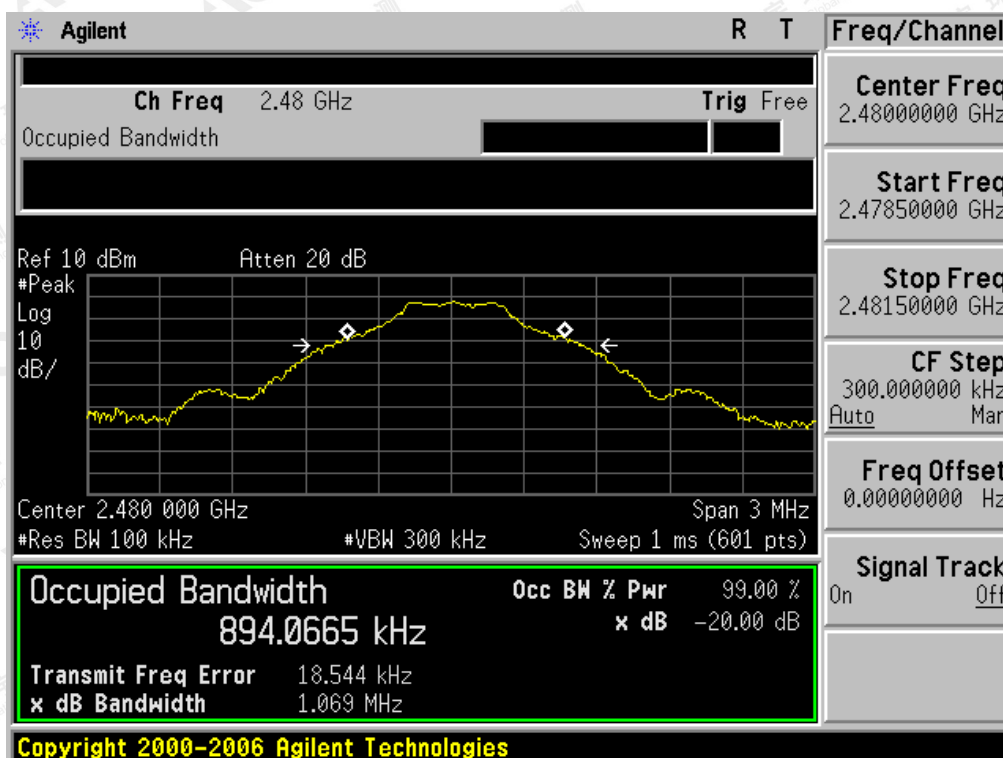 Agilent R T Freq/Channel
Ch Freq 2.48 GHz Trig Free
Occupied Bandwidth
Center Freq
2.48000000 GHz
Start Freq
2.47850000 GHz
Stop Freq
2.48150000 GHz
CF Step
300.000000 kHz
Auto Man
Freq Offset
0.00000000 Hz
Signal Track
On Off
Ref 10 dBm Atten 20 dB
#Peak
Log
10
dB/
Center 2.480 000 GHz Span 3 MHz
#Res BW 100 kHz #VBW 300 kHz Sweep 1 ms (601 pts)
Occupied Bandwidth Occ BW % Pwr 99.00 %
894.0665 kHz x dB -20.00 dB
Transmit Freq Error 18.544 kHz
x dB Bandwidth 1.069 MHz
Copyright 2000-2006 Agilent Technologies